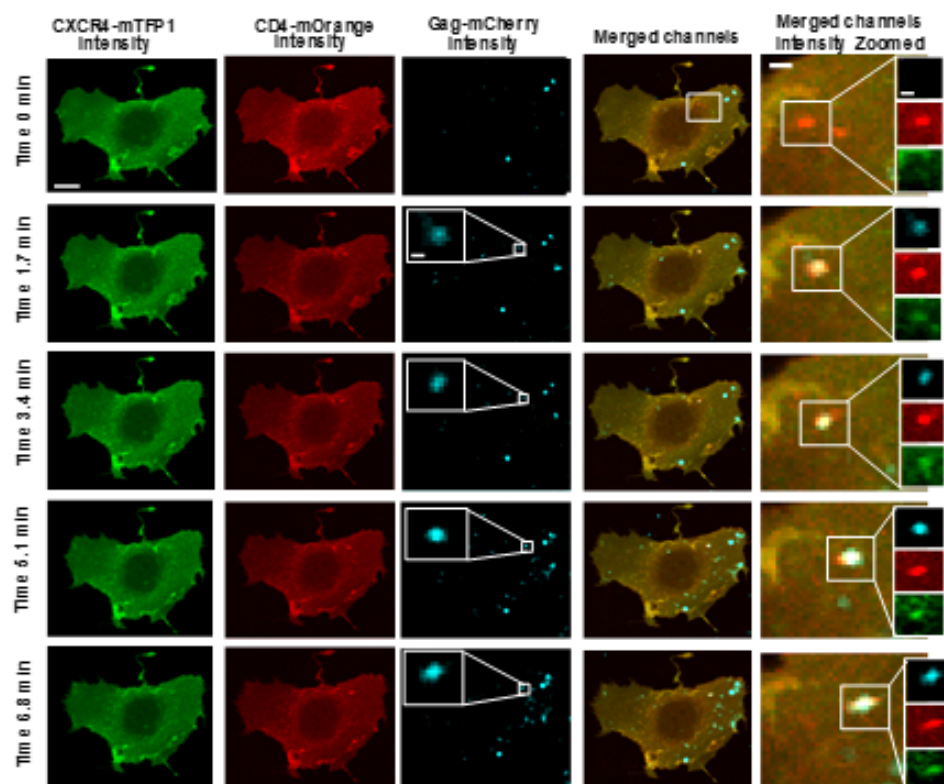 CXCR4-mTFP1
Intensity
CD4-mOrange
Intensity
Gag-mCherry
Intensity
Merged channels
Merged channels
Intensity Zoomed
Time 0 min
Time 1.7 min
Time 3.4 min
Time 5.1 min
Time 6.8 min